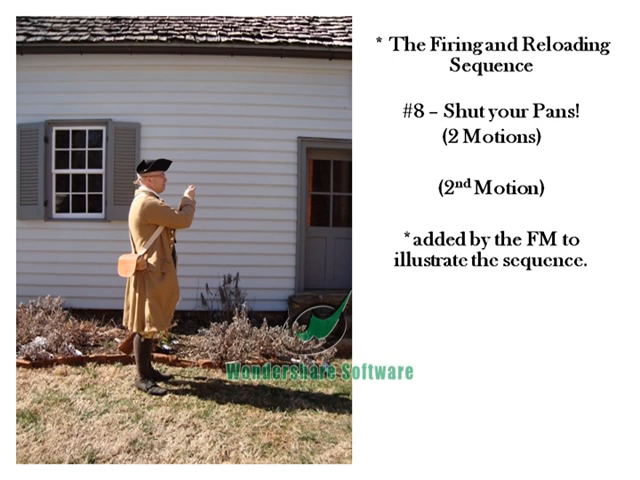 * The Firing and Reloading
Sequence
#8 – Shut your Pans!
(2 Motions)
(2nd Motion)
*added by the FM to
illustrate the sequence.
Wondershare Software